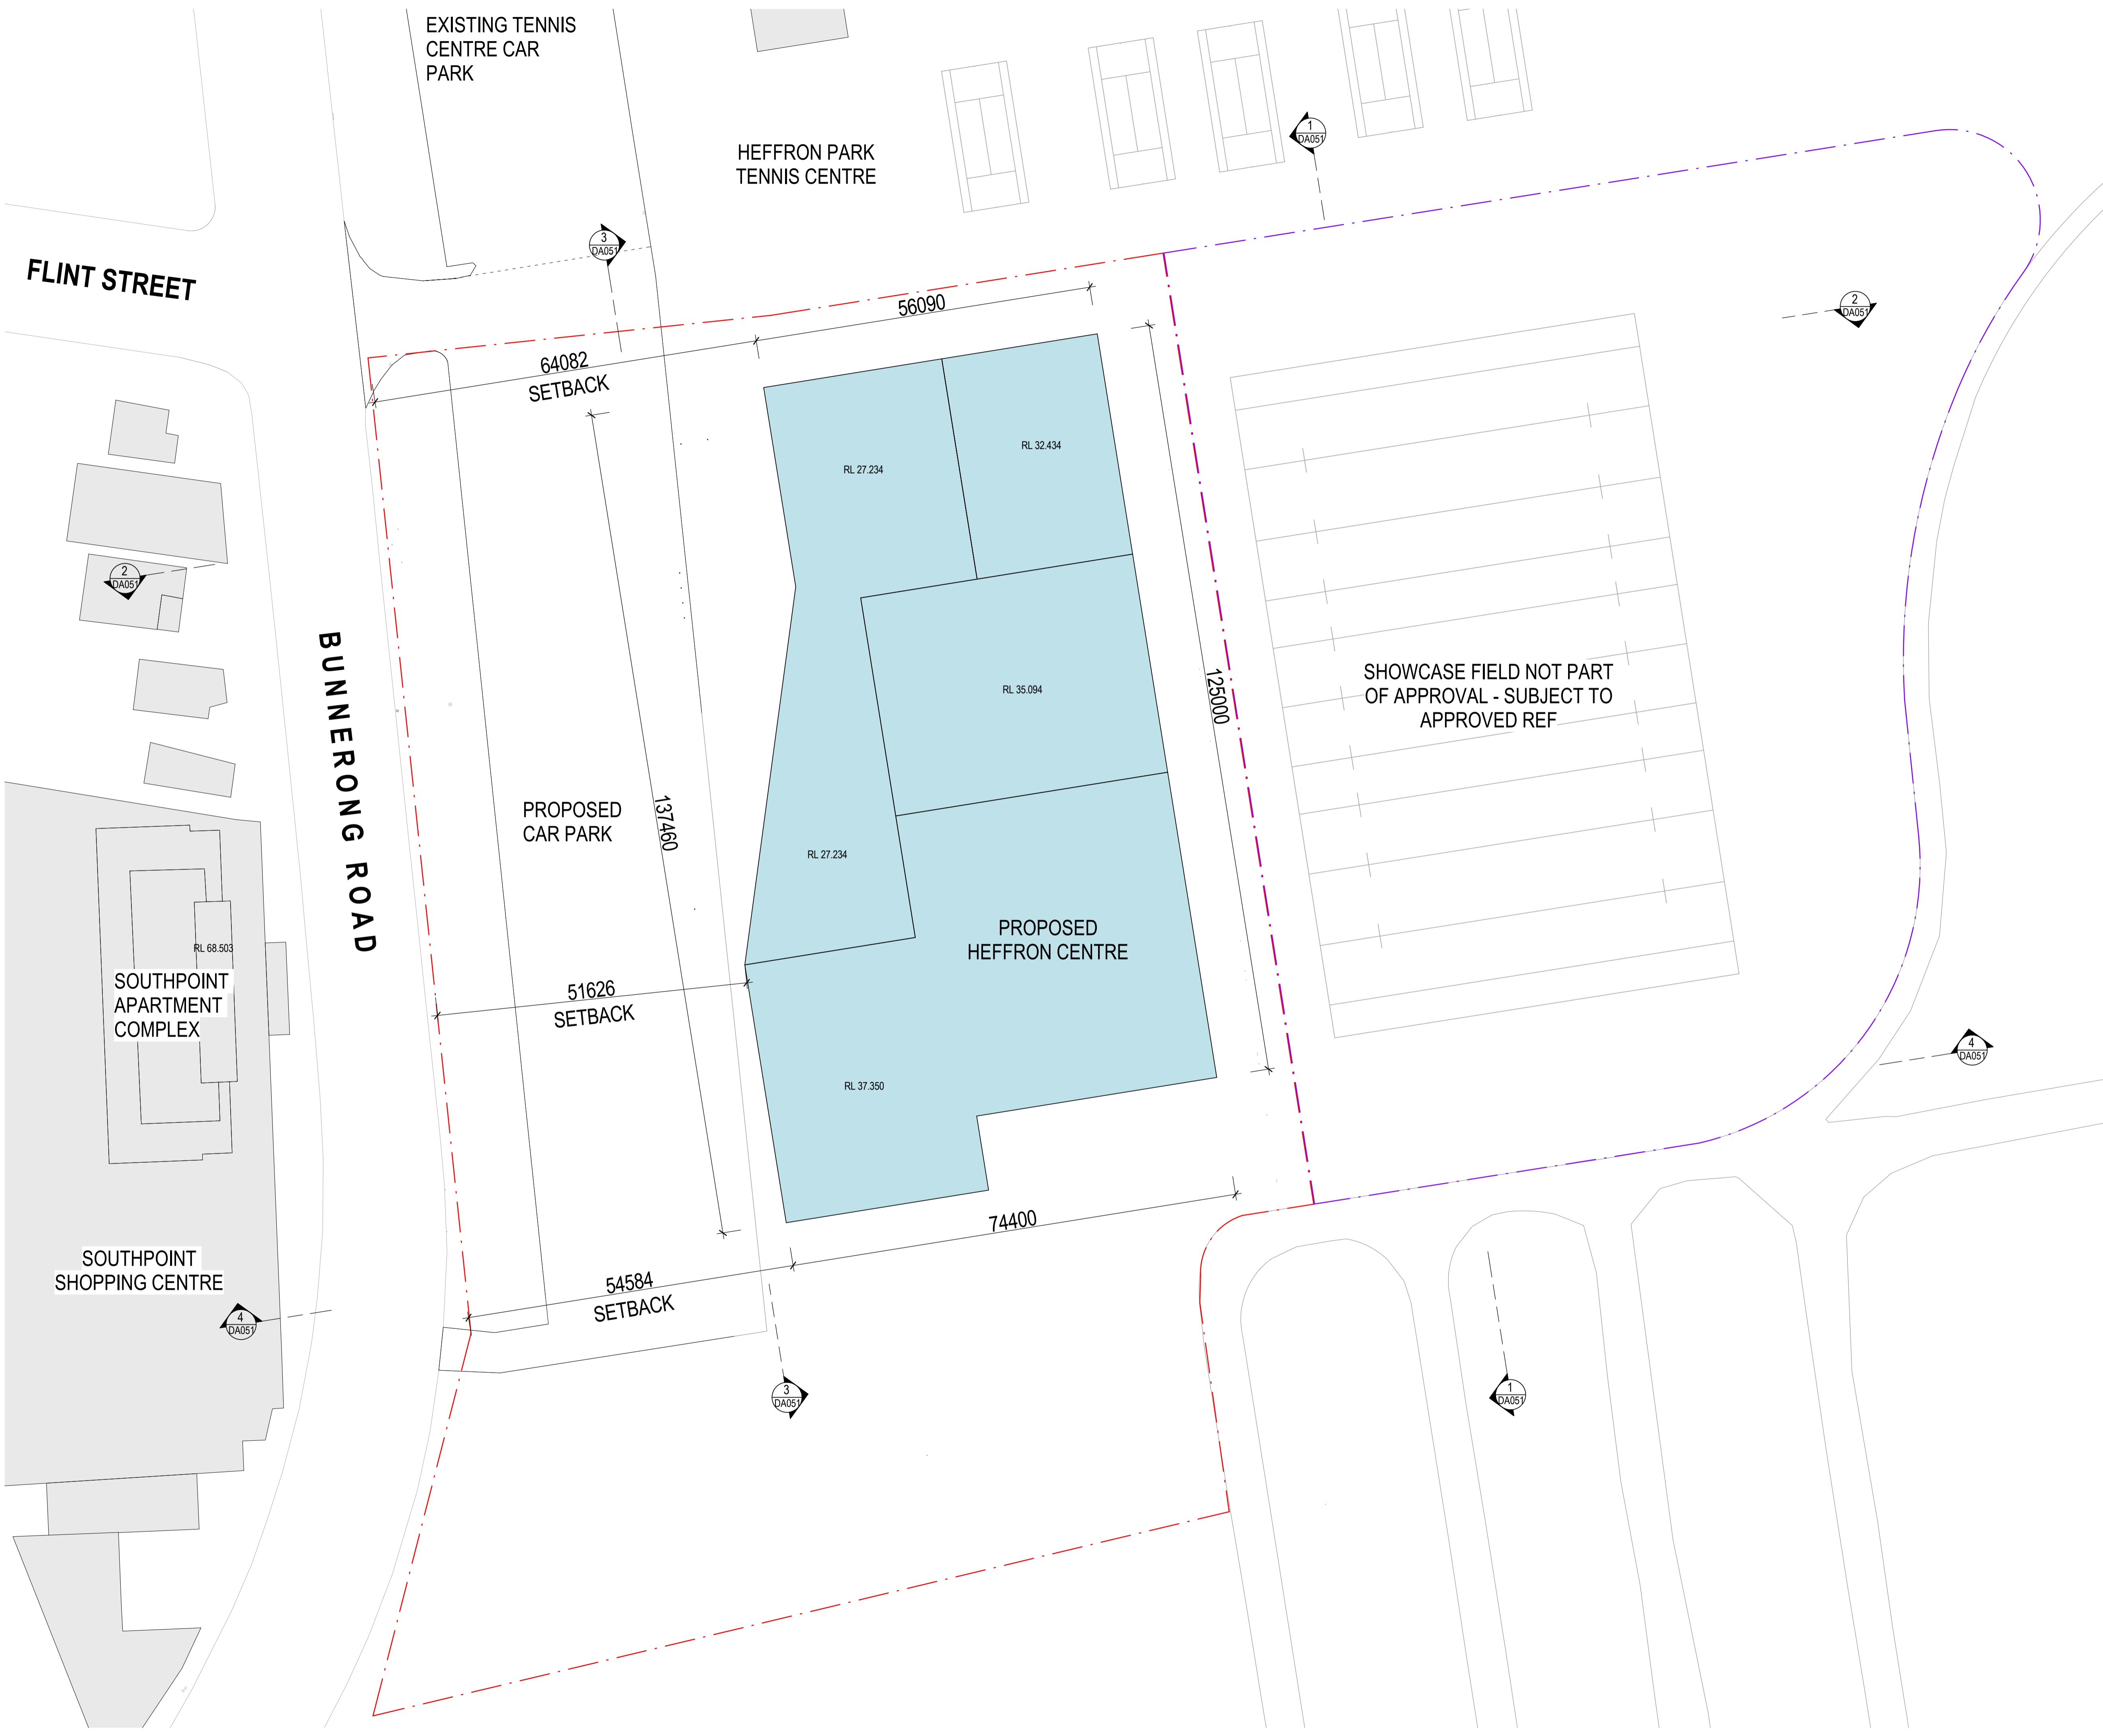 EXISTING TENNIS
CENTRE CAR
PARK
HEFFRON PARK
TENNIS CENTRE
1
DA051
3
DA051
FLINT STREET
2
DA051
56090
64082
SETBACK
RL 27.234
RL 32.434
2
DA051
BUNNERONG ROAD
RL 35.094
125000
SHOWCASE FIELD NOT PART
OF APPROVAL - SUBJECT TO
APPROVED REF
PROPOSED
CAR PARK
137460
RL 27.234
PROPOSED
HEFFRON CENTRE
RL 68.503
SOUTHPOINT
APARTMENT
COMPLEX
51626
SETBACK
4
DA051
RL 37.350
74400
SOUTHPOINT
SHOPPING CENTRE
54584
SETBACK
4
DA051
3
DA051
1
DA051